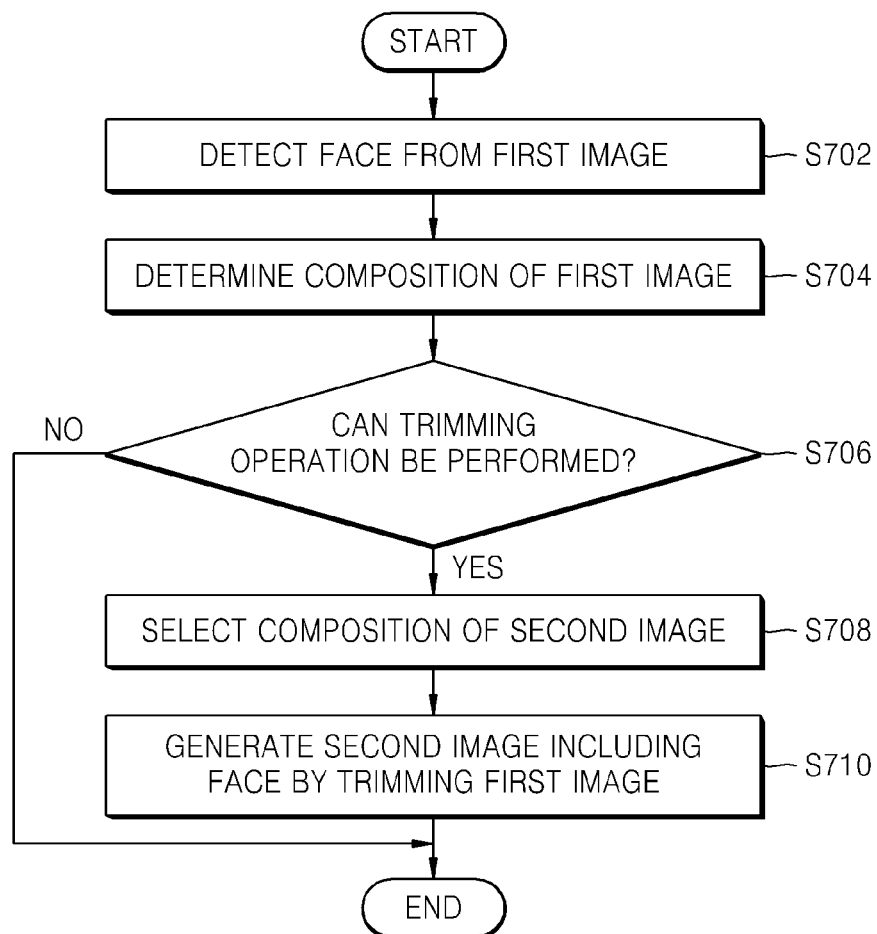 START
DETECT FACE FROM FIRST IMAGE
S702
DETERMINE COMPOSITION OF FIRST IMAGE
S704
CAN TRIMMING
OPERATION BE PERFORMED?
S706
NO
YES
SELECT COMPOSITION OF SECOND IMAGE
S708
GENERATE SECOND IMAGE INCLUDING
FACE BY TRIMMING FIRST IMAGE
S710
END